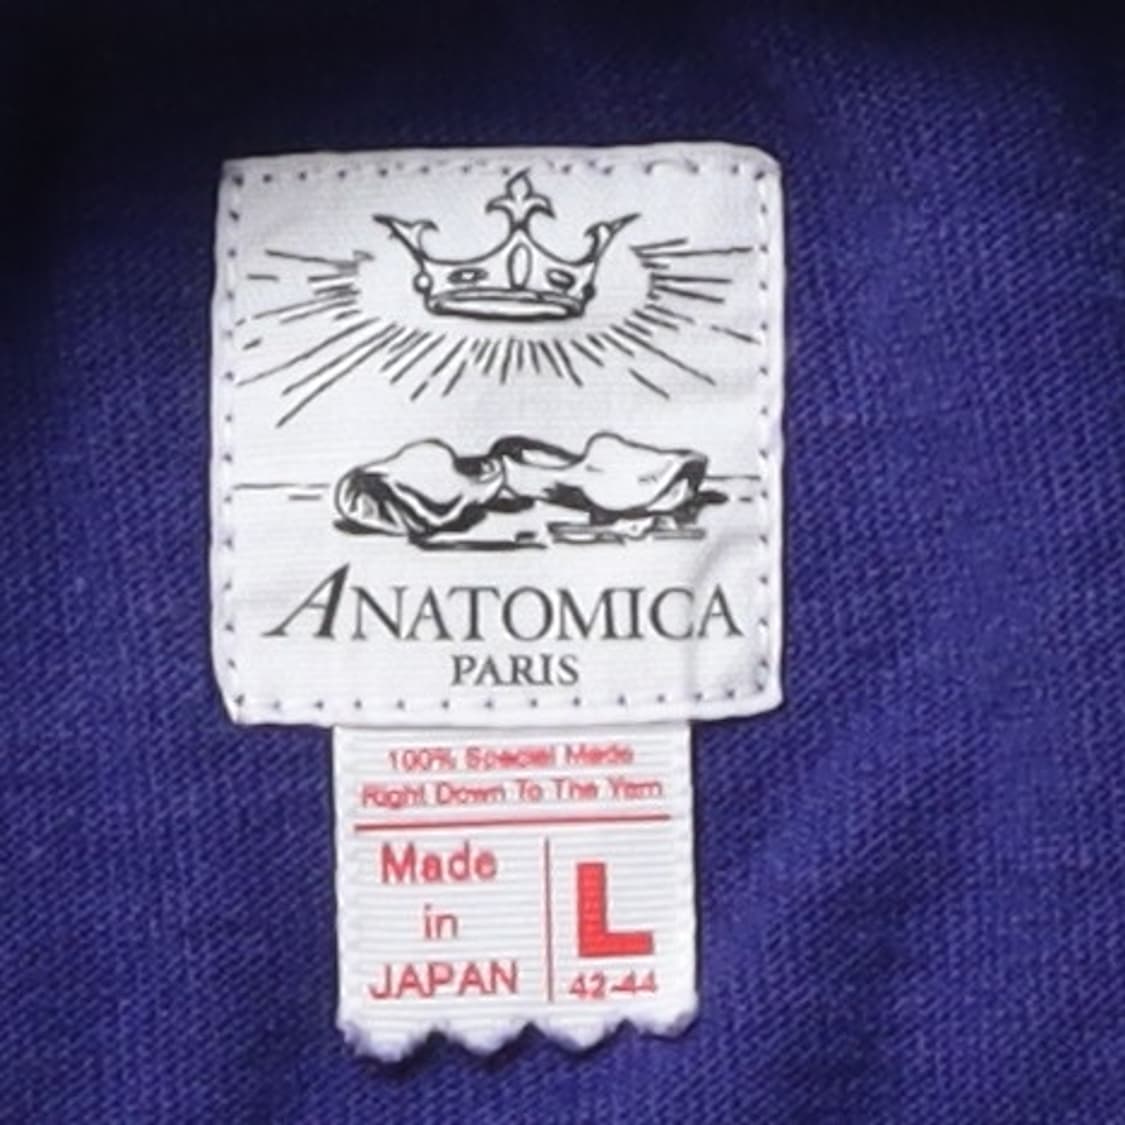 ANATOMICA
PARIS
100% Special Made
Right Down To The Yarn
Made
in
JAPAN
L
42-44